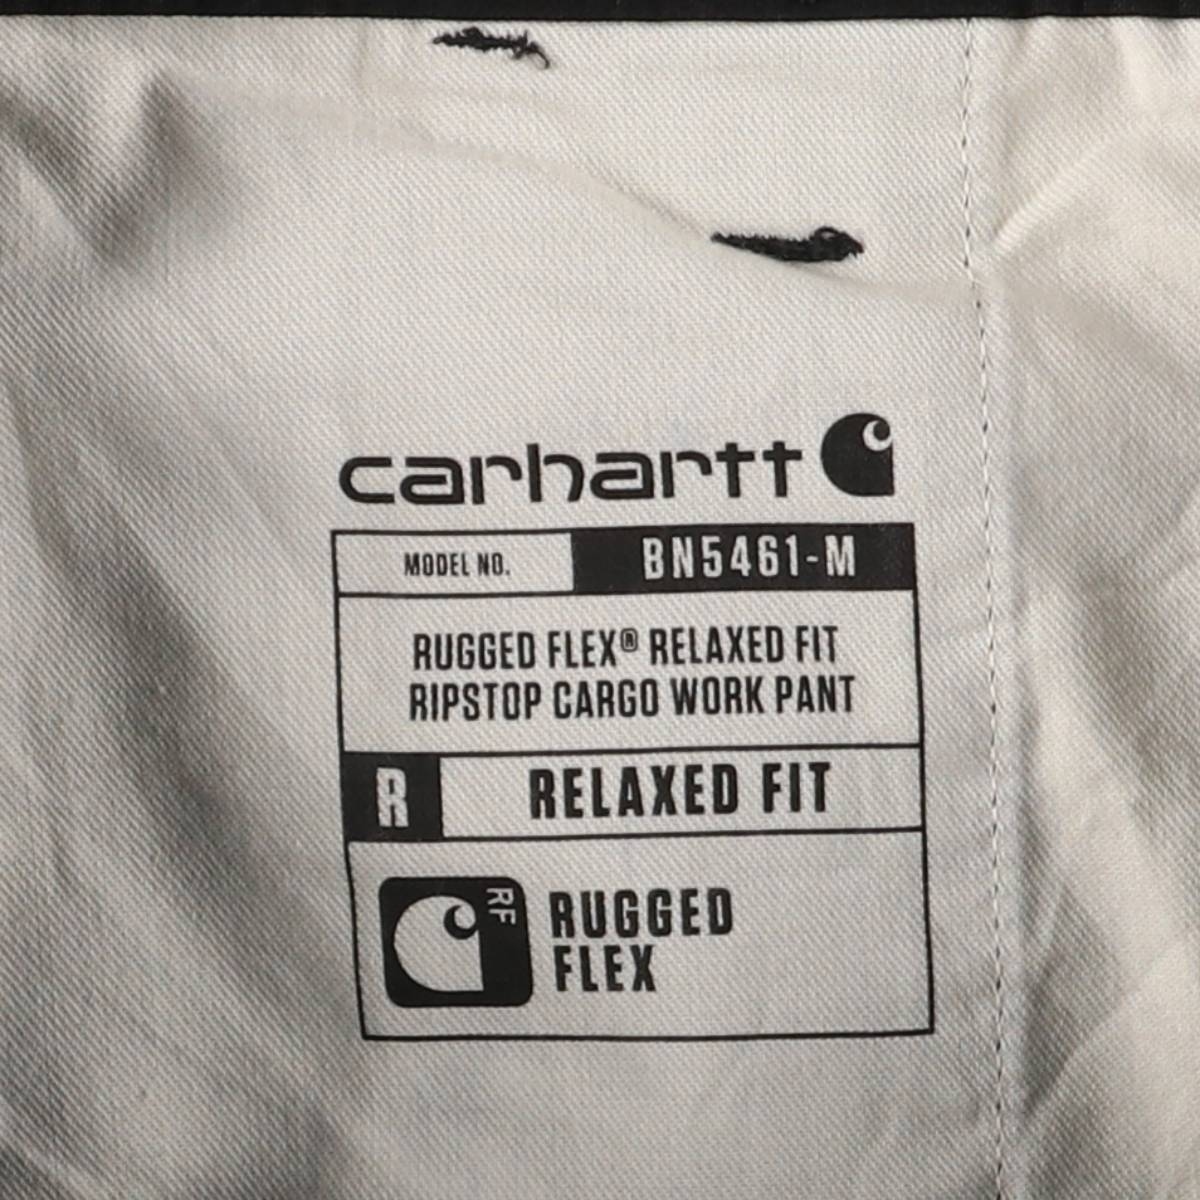 carhartt
MODEL NO. BN5461-M
RUGGED FLEX® RELAXED FIT
RIPSTOP CARGO WORK PANT
R RELAXED FIT
RF
RUGGED
FLEX